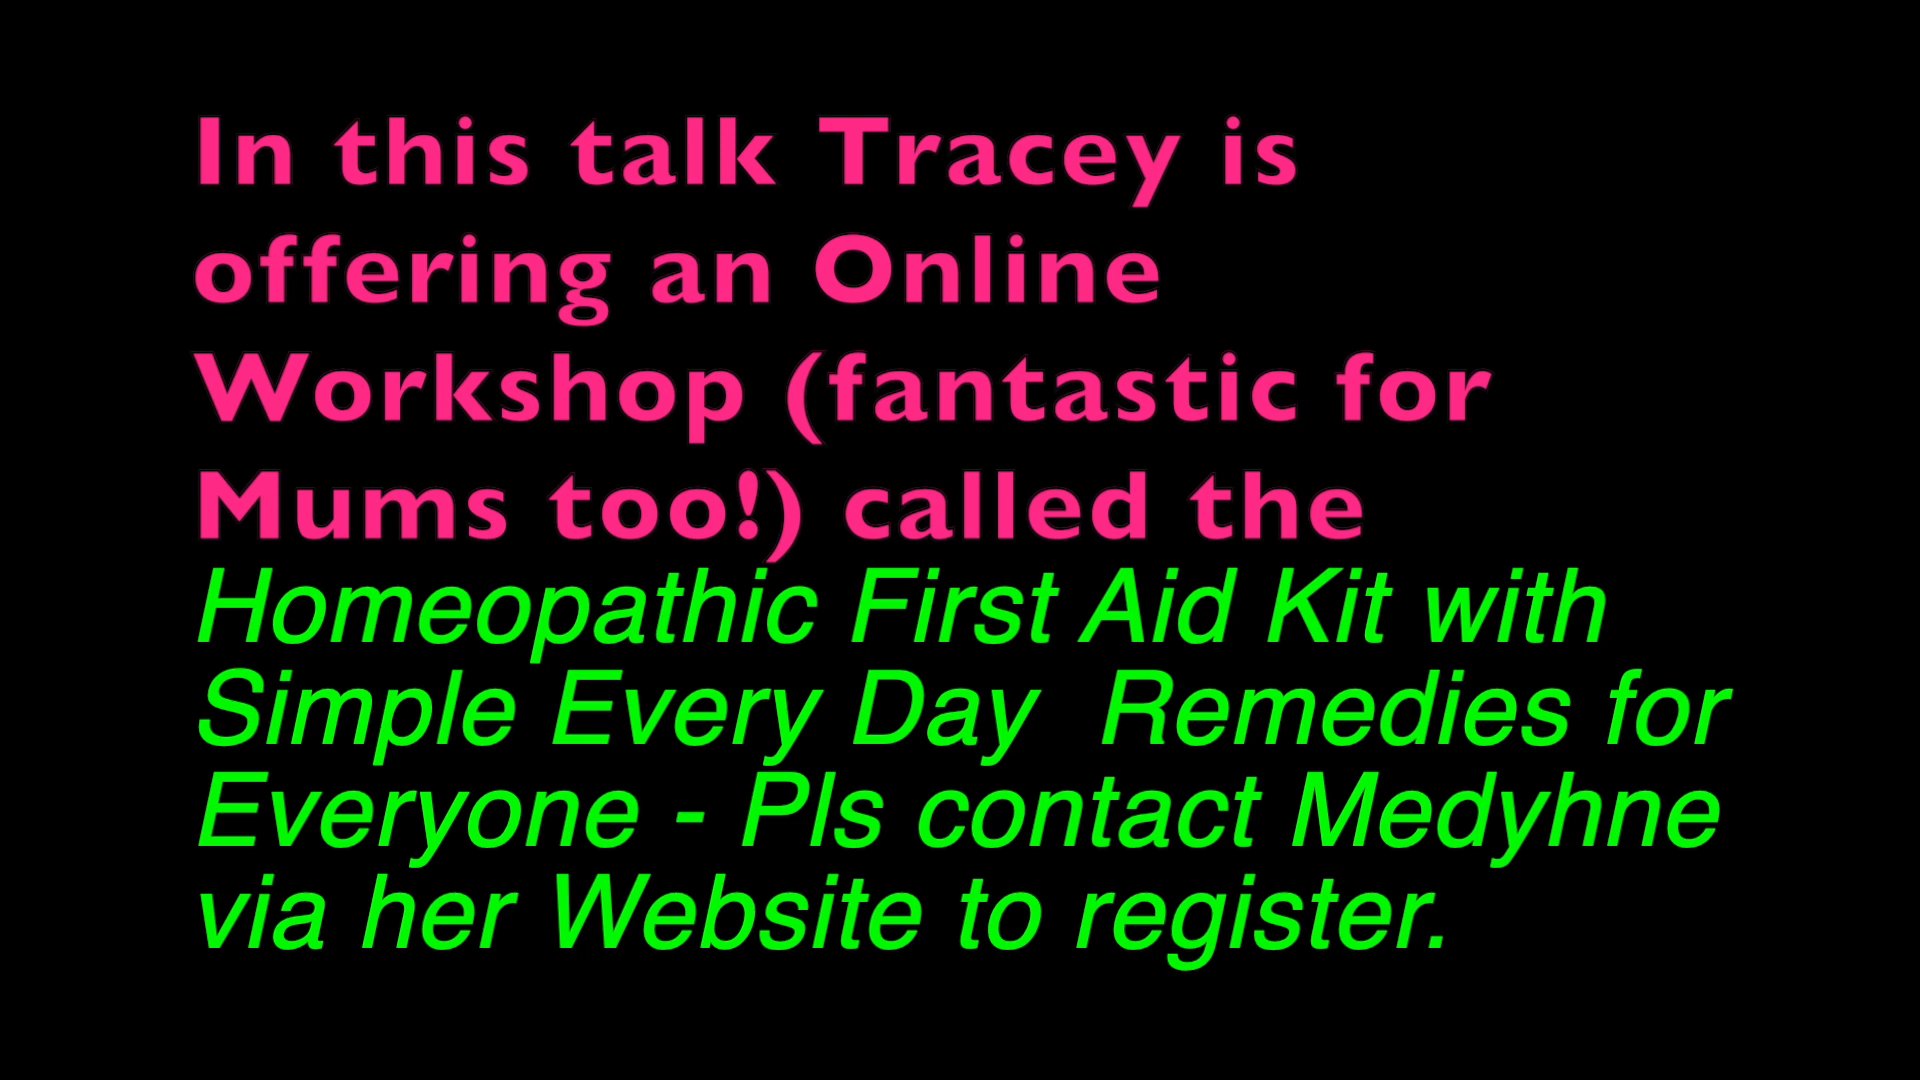 In this talk Tracey is
offering an Online
Workshop (fantastic for
Mums too!) called the
Homeopathic First Aid Kit with
Simple Every Day  Remedies for
Everyone - Pls contact Medyhne
via her Website to register.